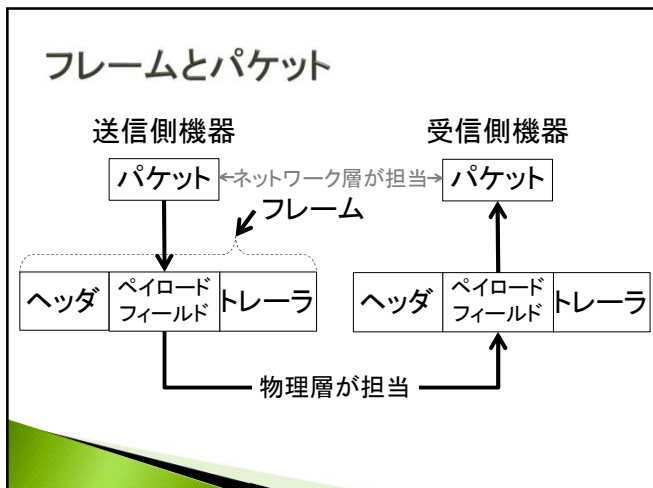 フレームとパケット
送信側機器
受信側機器
パケット
ネットワーク層が担当
パケット
フレーム
ヘッダ
ペイロード
フィールド
トレーラ
ヘッダ
ペイロード
フィールド
トレーラ
物理層が担当